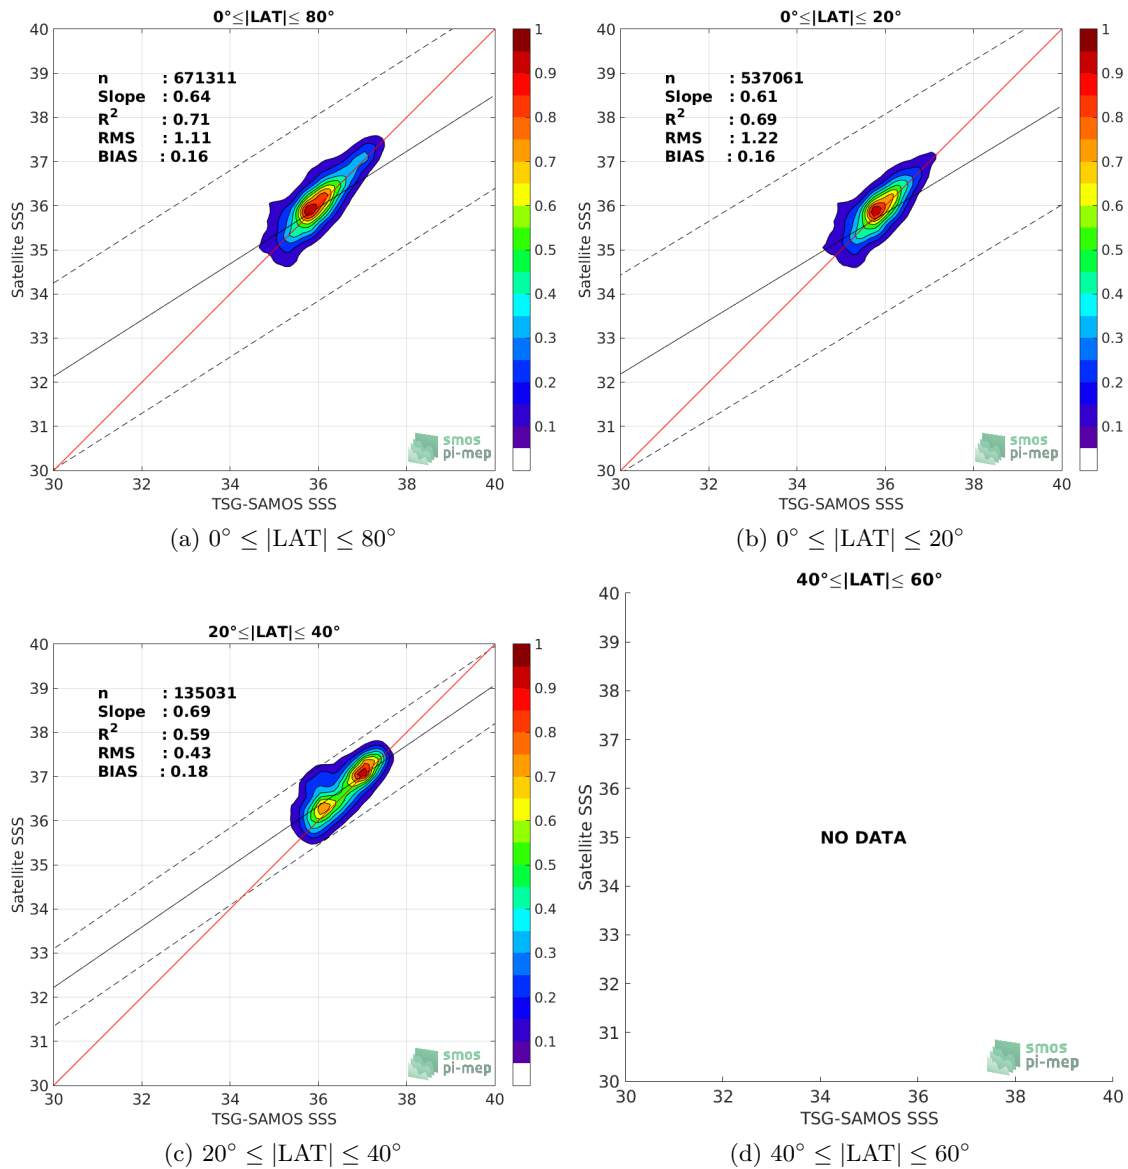 0°≤|LAT|≤ 80°
n : 671311
Slope : 0.64
R² : 0.71
RMS : 1.11
BIAS : 0.16
Satellite SSS
40
39
38
37
36
35
34
33
32
31
30
30 32 34 36 38 40
TSG-SAMOS SSS
1
0.9
0.8
0.7
0.6
0.5
0.4
0.3
0.2
0.1
smos
pi-mep
(a) 0° ≤ |LAT| ≤ 80°
0°≤|LAT|≤ 20°
n : 537061
Slope : 0.61
R² : 0.69
RMS : 1.22
BIAS : 0.16
Satellite SSS
40
39
38
37
36
35
34
33
32
31
30
30 32 34 36 38 40
TSG-SAMOS SSS
1
0.9
0.8
0.7
0.6
0.5
0.4
0.3
0.2
0.1
smos
pi-mep
(b) 0° ≤ |LAT| ≤ 20°
20°≤|LAT|≤ 40°
n : 135031
Slope : 0.69
R² : 0.59
RMS : 0.43
BIAS : 0.18
Satellite SSS
40
39
38
37
36
35
34
33
32
31
30
30 32 34 36 38 40
TSG-SAMOS SSS
1
0.9
0.8
0.7
0.6
0.5
0.4
0.3
0.2
0.1
smos
pi-mep
(c) 20° ≤ |LAT| ≤ 40°
40°≤|LAT|≤ 60°
NO DATA
Satellite SSS
40
39
38
37
36
35
34
33
32
31
30
30 32 34 36 38 40
TSG-SAMOS SSS
smos
pi-mep
(d) 40° ≤ |LAT| ≤ 60°